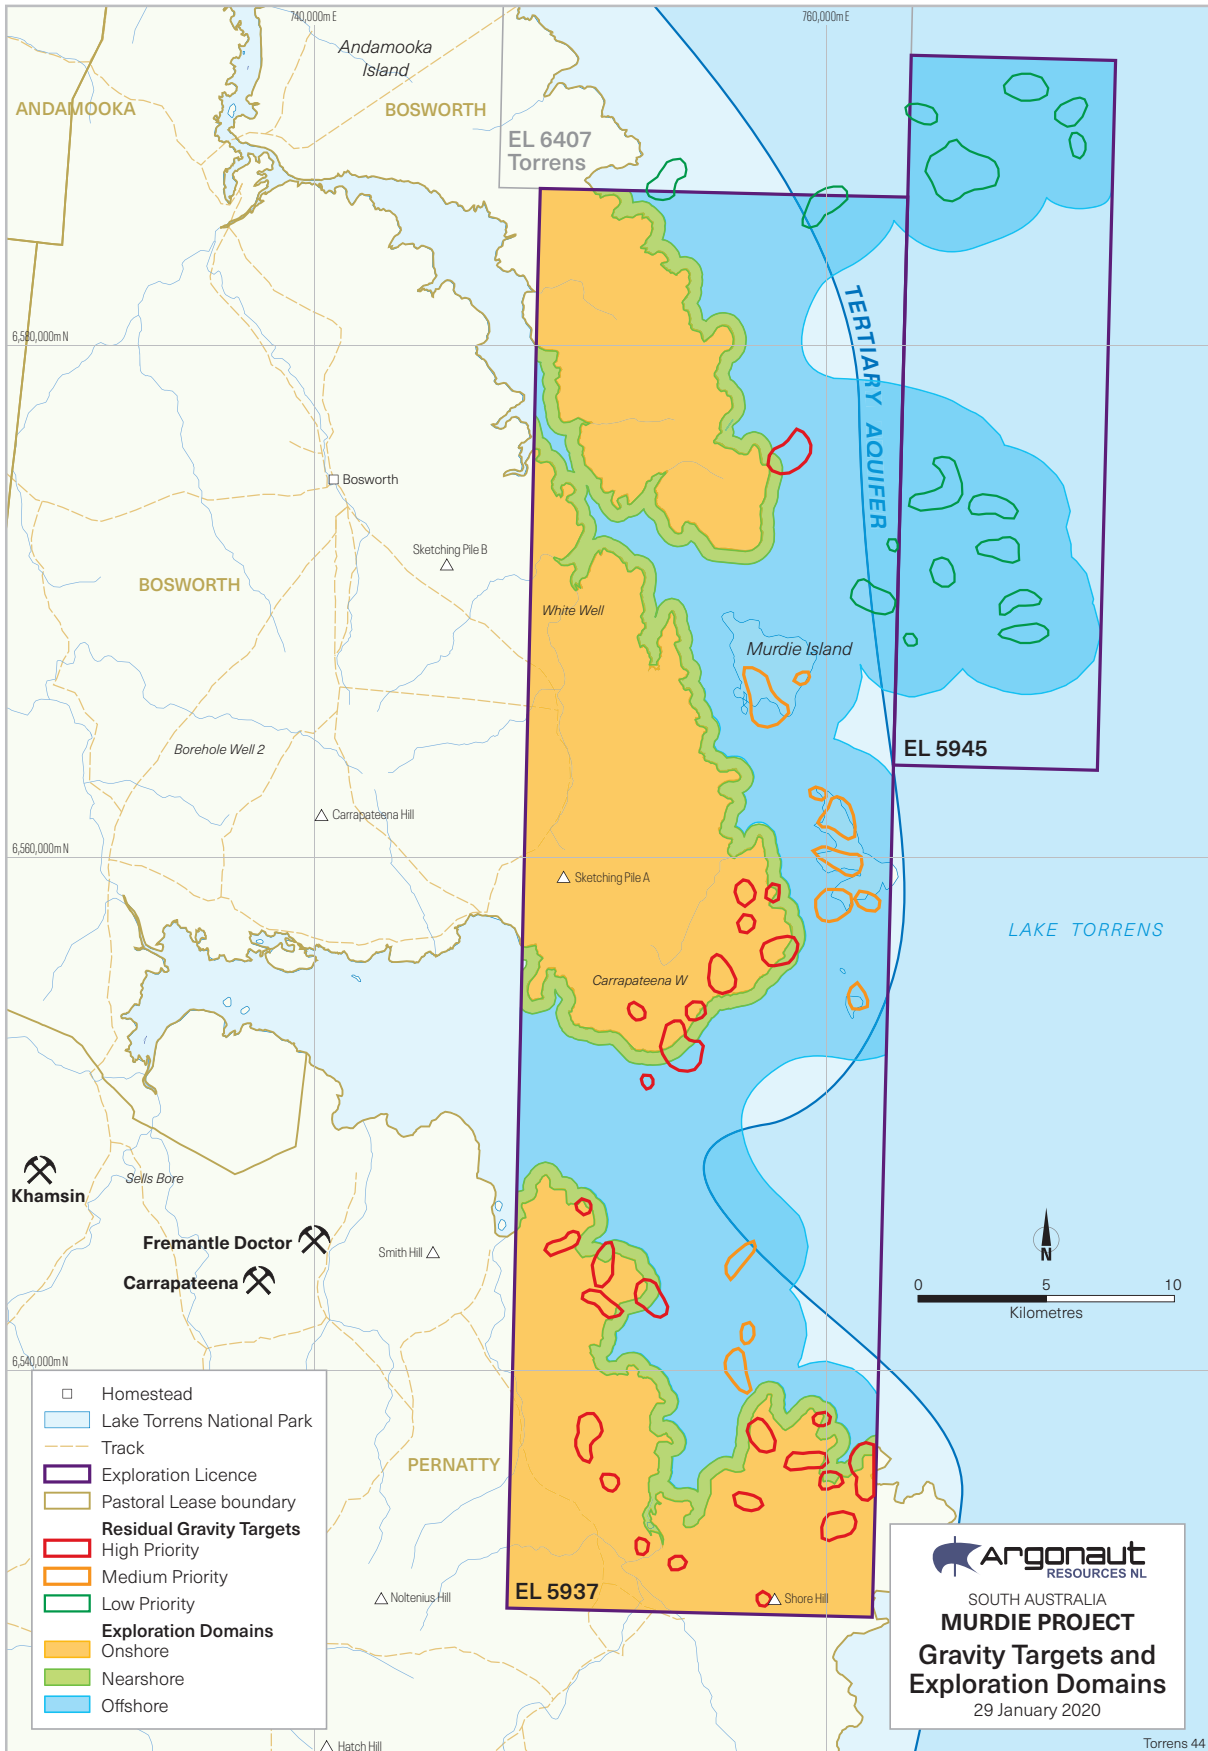 740,000m E
760,000m E
Andamooka
Island
ANDAMOOKA
BOSWORTH
EL 6407
Torrens
6,580,000m N
TERTIARY AQUIFER
Bosworth
Sketching Pile B
BOSWORTH
White Well
Murdie Island
Borehole Well 2
EL 5945
Carrapateena Hill
6,560,000m N
Sketching Pile A
LAKE TORRENS
Carrapateena W
Khamsin
Sells Bore
Fremantle Doctor
Smith Hill
Carrapateena
N
0 5 10
Kilometres
6,540,000m N
Homestead
Lake Torrens National Park
Track
Exploration Licence
Pastoral Lease boundary
Residual Gravity Targets
High Priority
Medium Priority
Low Priority
Exploration Domains
Onshore
Nearshore
Offshore
PERNATTY
EL 5937
Noltenius Hill
Shore Hill
Hatch Hill
Argonaut
RESOURCES NL
SOUTH AUSTRALIA
MURDIE PROJECT
Gravity Targets and
Exploration Domains
29 January 2020
Torrens 44